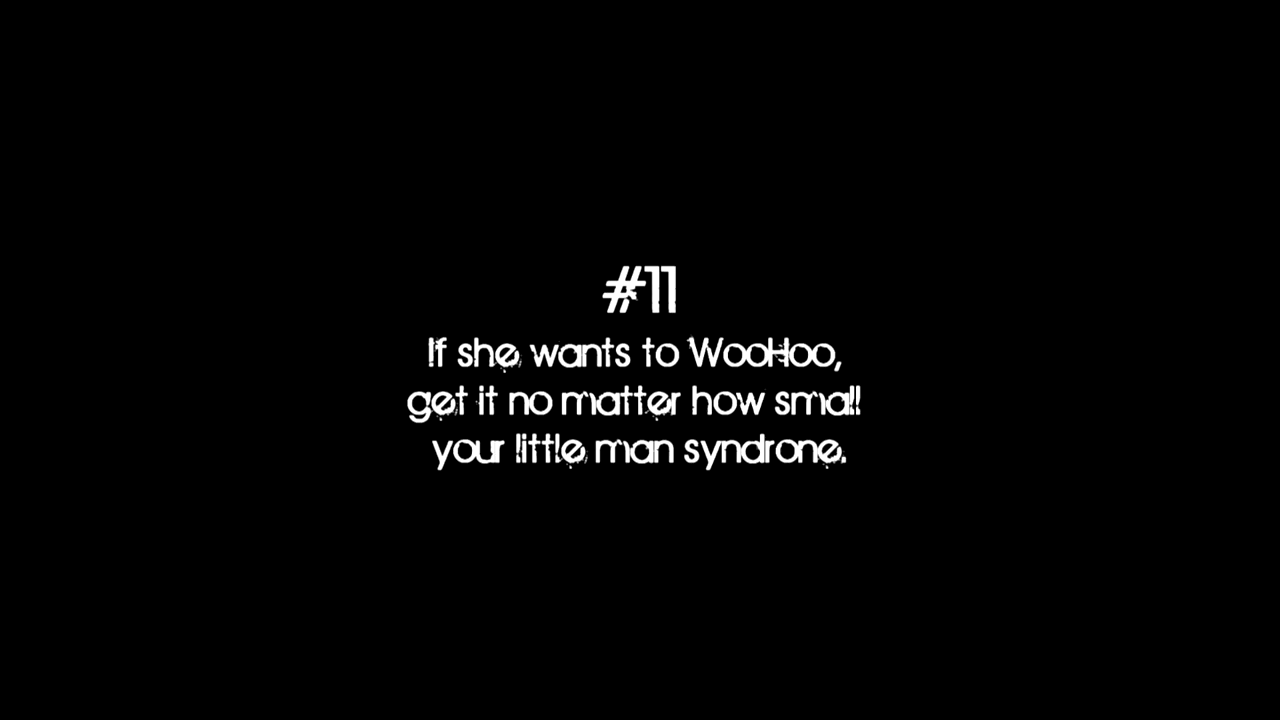 #11
If she wants to WooHoo,
get it no matter how small
your little man syndrone.